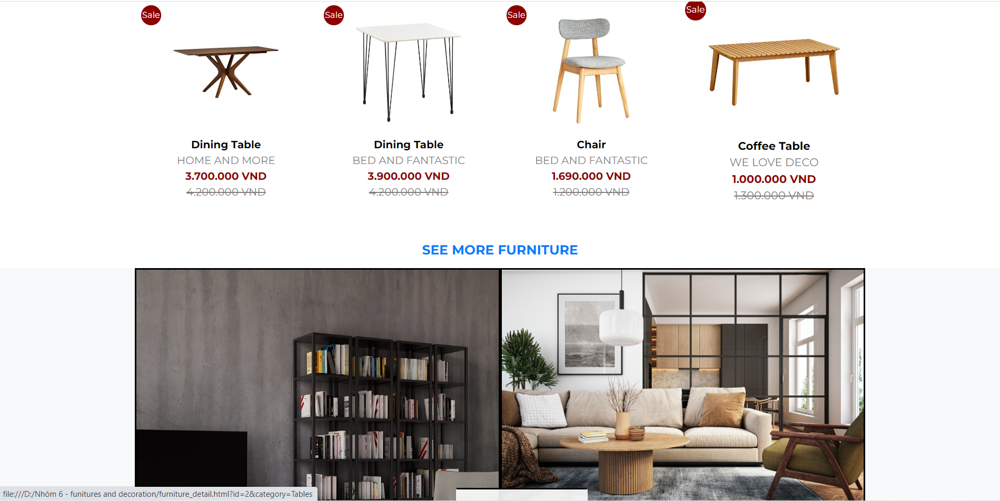 Sale
Sale
Sale
Sale
Dining Table
HOME AND MORE
3.700.000 VND
4.200.000 VND
Dining Table
BED AND FANTASTIC
3.900.000 VND
4.200.000 VND
Chair
BED AND FANTASTIC
1.690.000 VND
1.200.000 VND
Coffee Table
WE LOVE DECO
1.000.000 VND
1.300.000 VND
SEE MORE FURNITURE
file:///D:/Nhóm 6 - funitures and decoration/furniture_detail.html?id=2&category=Tables